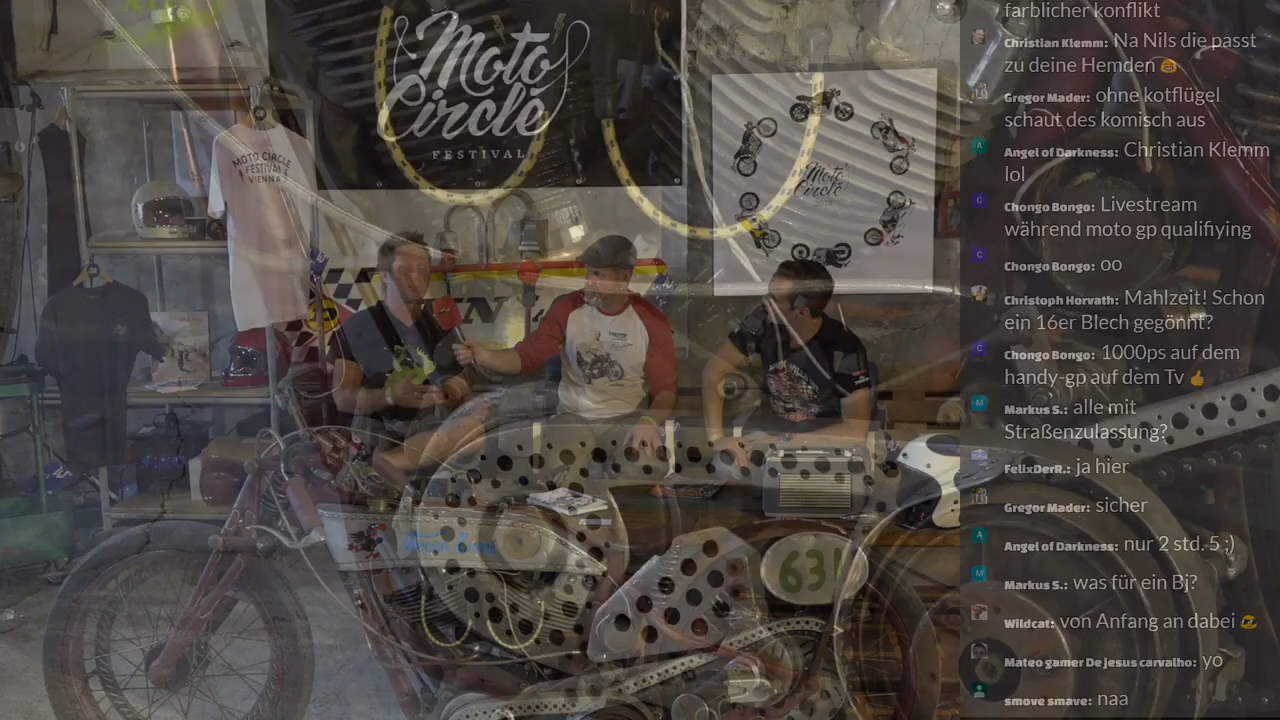 Moto
Circle
FESTIVAL
MOTO CIRCLE
FESTIVAL
VIENNA
Moto
Circle
631
farblicher konflikt
Christian Klemm: Na Nils die passt
zu deine Hemden
Gregor Mader: ohne kotflügel
schaut des komisch aus
Angel of Darkness: Christian Klemm
lol
Chongo Bongo: Livestream
während moto gp qualifiying
Chongo Bongo: oo
Christoph Horvath: Mahlzeit! Schon
ein 16er Blech gegönnt?
Chongo Bongo: 1000ps auf dem
handy-gp auf dem Tv
Markus S.: alle mit
Straßenzulassung?
FelixDerR.: ja hier
Gregor Mader: sicher
Angel of Darkness: nur 2 std. 5 ;)
Markus S.: was für ein Bj?
Wildcat: von Anfang an dabei
Mateo gamer De jesus carvalho: yo
smove smave: naa